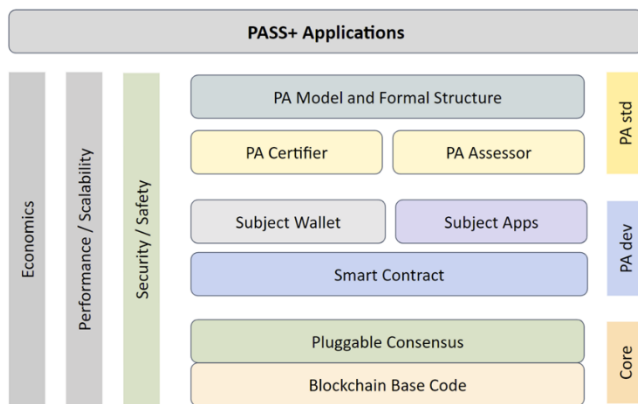 PASS+ Applications
Economics
Performance / Scalability
Security / Safety
PA Model and Formal Structure
PA Certifier
PA Assessor
PA std
Subject Wallet
Subject Apps
Smart Contract
PA dev
Pluggable Consensus
Blockchain Base Code
Core